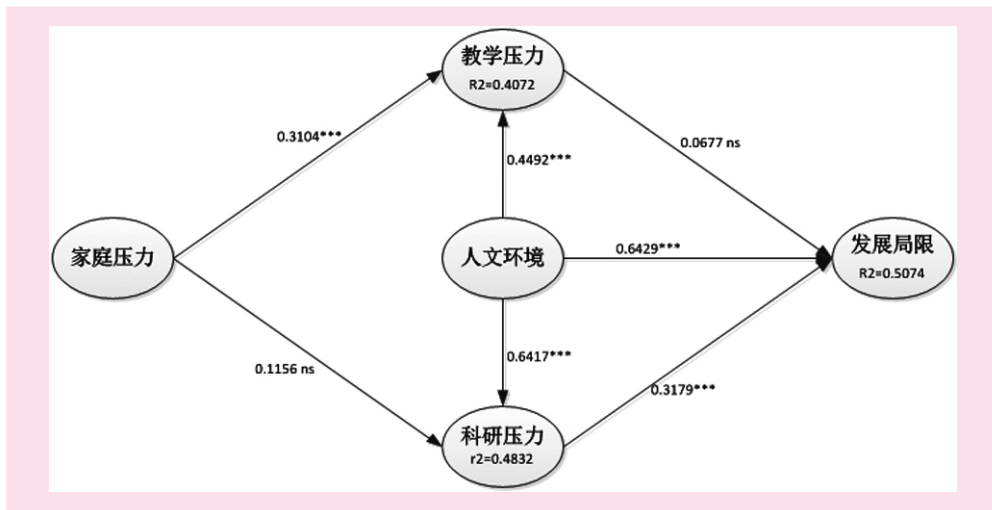 教学压力
R2=0.4072
0.3104***
0.0677 ns
0.4492***
家庭压力
人文环境
0.6429***
发展局限
R2=0.5074
0.1156 ns
0.6417***
0.3179***
科研压力
r2=0.4832